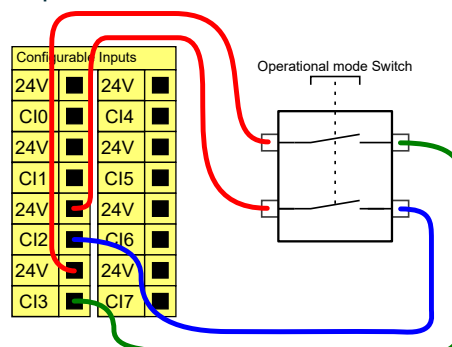 Configurable Inputs
24V 24V
CI0 CI4
24V 24V
CI1 CI5
24V 24V
CI2 CI6
24V 24V
CI3 CI7
Operational mode Switch